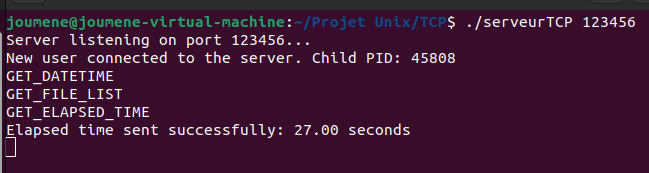 joumene@joumene-virtual-machine:~/Projet Unix/TCP$ ./serveurTCP 123456
Server listening on port 123456...
New user connected to the server. Child PID: 45808
GET_DATETIME
GET_FILE_LIST
GET_ELAPSED_TIME
Elapsed time sent successfully: 27.00 seconds